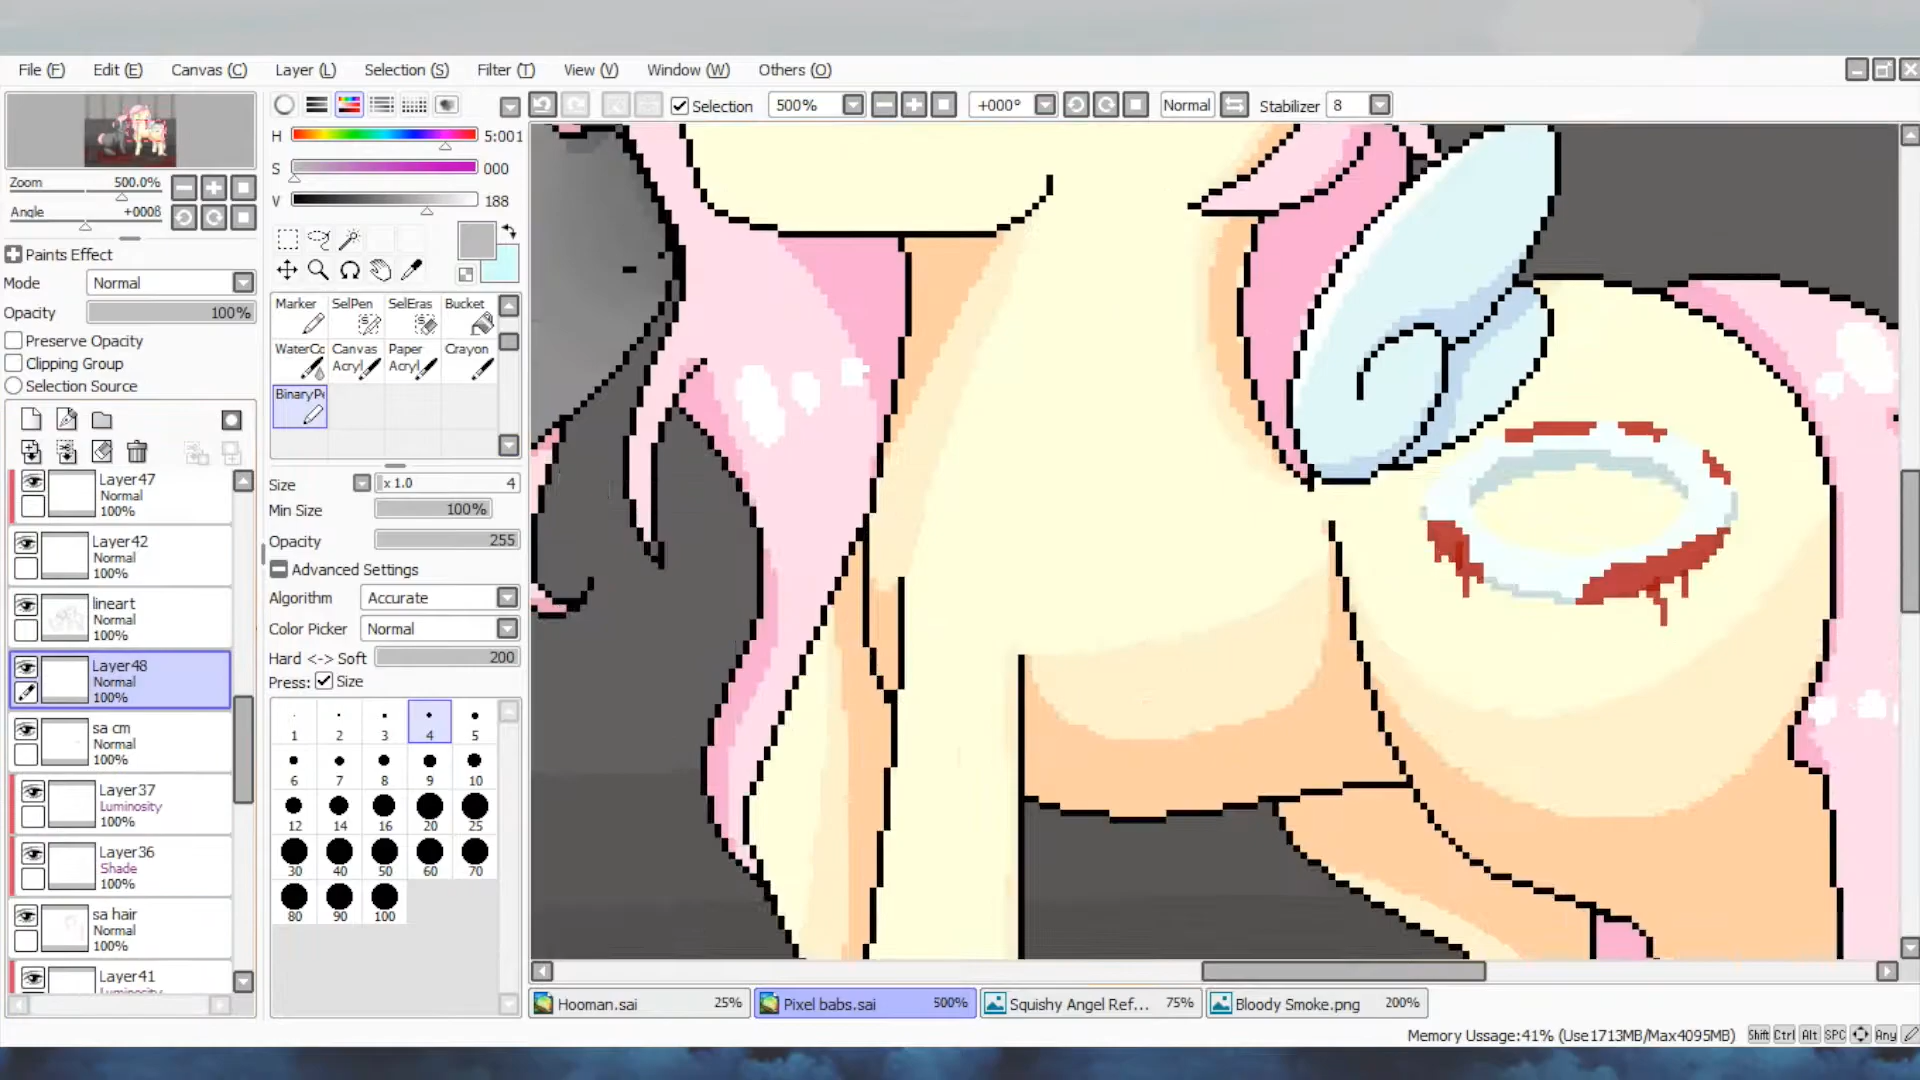 File (F) Edit (E) Canvas (C) Layer (L) Selection (S) Filter (T) View (V) Window (W) Others (O)
Selection 500% +000° Normal Stabilizer 8
H 5:001
S 000
V 188
Zoom 500.0%
Angle +0008
Paints Effect
Mode Normal
Opacity 100%
Preserve Opacity
Clipping Group
Selection Source
Layer47
Normal
100%
Layer42
Normal
100%
lineart
Normal
100%
Layer48
Normal
100%
sa cm
Normal
100%
Layer37
Luminosity
100%
Layer36
Shade
100%
sa hair
Normal
100%
Layer41
Luminosity
Marker SelPen SelEras Bucket
WaterCo Canvas Acryl Paper Acryl Crayon
BinaryPe
Size x 1.0 4
Min Size 100%
Opacity 255
Advanced Settings
Algorithm Accurate
Color Picker Normal
Hard <-> Soft 200
Press: Size
1 2 3 4 5
6 7 8 9 10
12 14 16 20 25
30 40 50 60 70
80 90 100
Hooman.sai 25% Pixel babs.sai 500% Squishy Angel Ref... 75% Bloody Smoke.png 200%
Memory Ussage:41% (Use1713MB/Max4095MB) Shift Ctrl Alt SPC Any